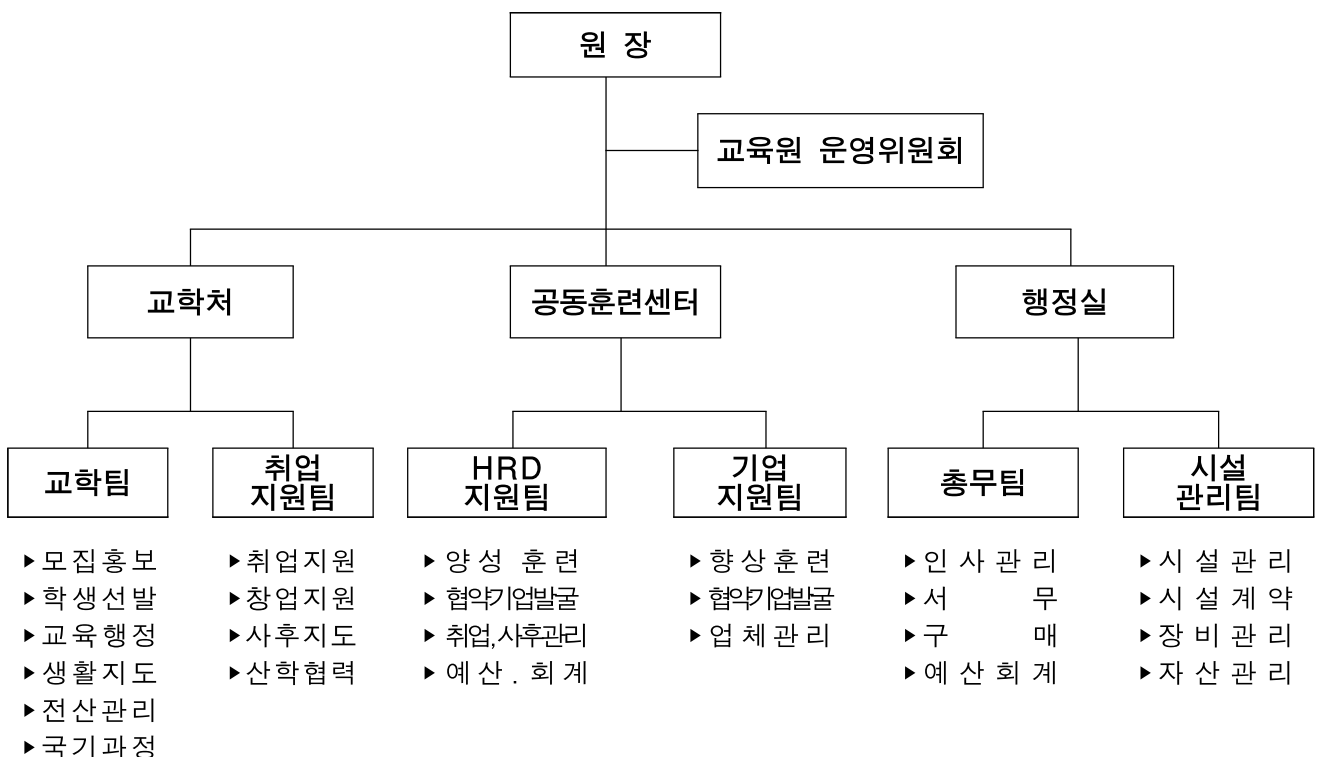 원 장
교육원 운영위원회
교학처
공동훈련센터
행정실
교학팀
취업
지원팀
HRD
지원팀
기업
지원팀
총무팀
시설
관리팀
▶모집홍보
▶학생선발
▶교육행정
▶생활지도
▶전산관리
▶국기과정
▶취업지원
▶창업지원
▶사후지도
▶산학협력
▶양성 훈련
▶협약기업발굴
▶취업,사후관리
▶예산.회계
▶향상훈련
▶협약기업발굴
▶업체관리
▶인사관리
▶서 무
▶구 매
▶예산회계
▶시설관리
▶시설계약
▶장비관리
▶자산관리